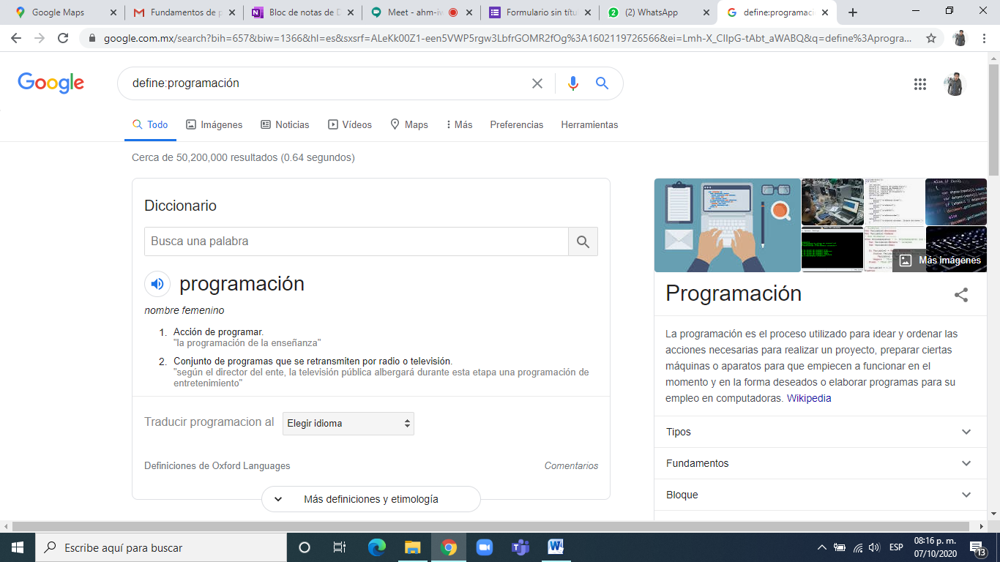 Google Maps
Fundamentos de p
Bloc de notas de D
Meet - ahm-iw
Formulario sin títu
(2) WhatsApp
define:programaci
google.com.mx/search?bih=657&biw=1366&hl=es&sxsrf=ALeKk00Z1-een5VWP5rgw3LbfrGOMR2fOg%3A1602119726566&ei=Lmh-X_CIIpG-tAbt_aWABQ&q=define%3Aprogra...
Google
define:programación
Todo
Imágenes
Noticias
Vídeos
Maps
Más
Preferencias
Herramientas
Cerca de 50,200,000 resultados (0.64 segundos)
Diccionario
Busca una palabra
programación
nombre femenino
1. Acción de programar.
"la programación de la enseñanza"
2. Conjunto de programas que se retransmiten por radio o televisión.
"según el director del ente, la televisión pública albergará durante esta etapa una programación de
entretenimiento"
Traducir programacion al
Elegir idioma
Definiciones de Oxford Languages
Comentarios
Más definiciones y etimología
Más imágenes
Programación
La programación es el proceso utilizado para idear y ordenar las
acciones necesarias para realizar un proyecto, preparar ciertas
máquinas o aparatos para que empiecen a funcionar en el
momento y en la forma deseados o elaborar programas para su
empleo en computadoras. Wikipedia
Tipos
Fundamentos
Bloque
Escribe aquí para buscar
ESP
08:16 p. m.
07/10/2020
13